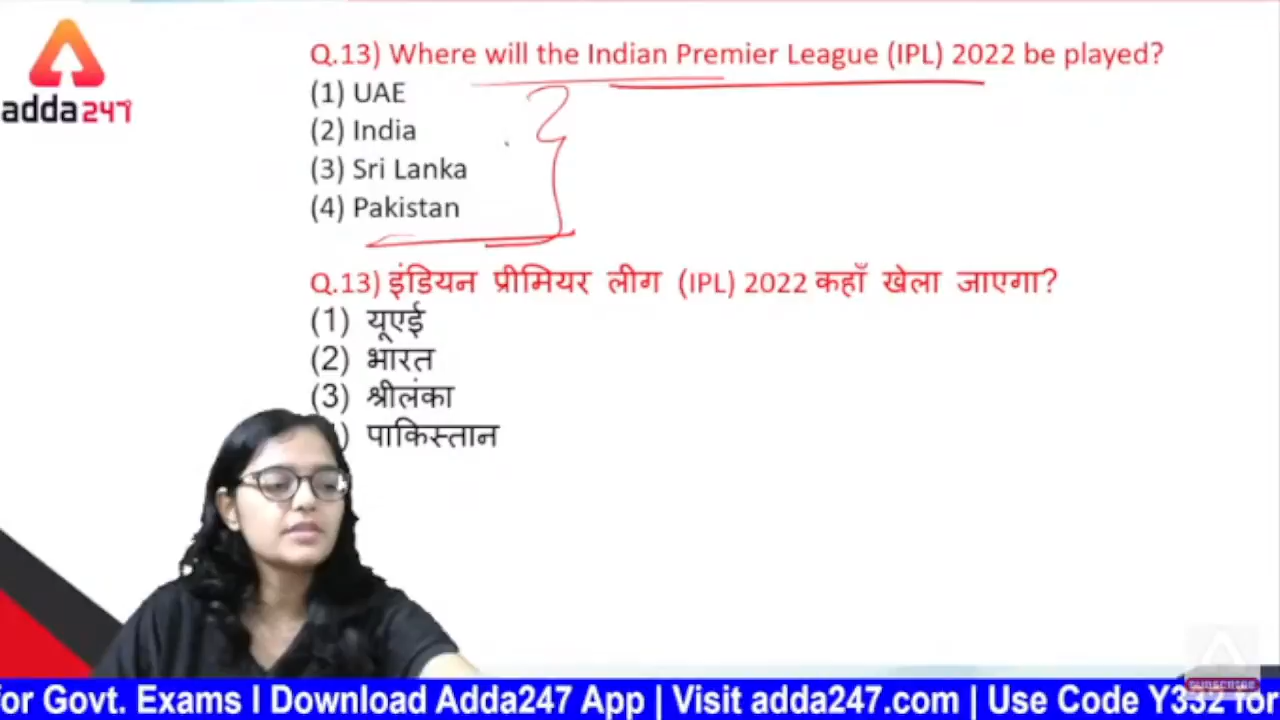 adda247
Q.13) Where will the Indian Premier League (IPL) 2022 be played?
(1) UAE
(2) India
(3) Sri Lanka
(4) Pakistan
Q.13) इंडियन प्रीमियर लीग (IPL) 2022 कहाँ खेला जाएगा?
(1) यूएई
(2) भारत
(3) श्रीलंका
) पाकिस्तान
SUBSCRIBE
for Govt. Exams I Download Adda247 App | Visit adda247.com | Use Code Y332 for